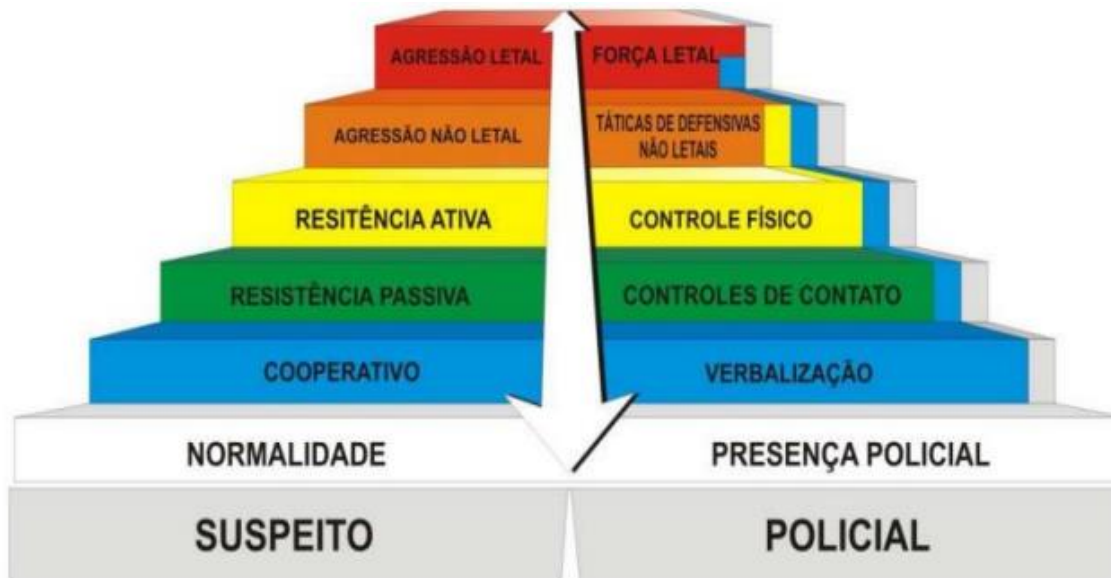 AGRESSÃO LETAL
FORÇA LETAL
AGRESSÃO NÃO LETAL
TÁTICAS DE DEFENSIVAS
NÃO LETAIS
RESITÊNCIA ATIVA
CONTROLE FÍSICO
RESISTÊNCIA PASSIVA
CONTROLES DE CONTATO
COOPERATIVO
VERBALIZAÇÃO
NORMALIDADE
PRESENÇA POLICIAL
SUSPEITO
POLICIAL